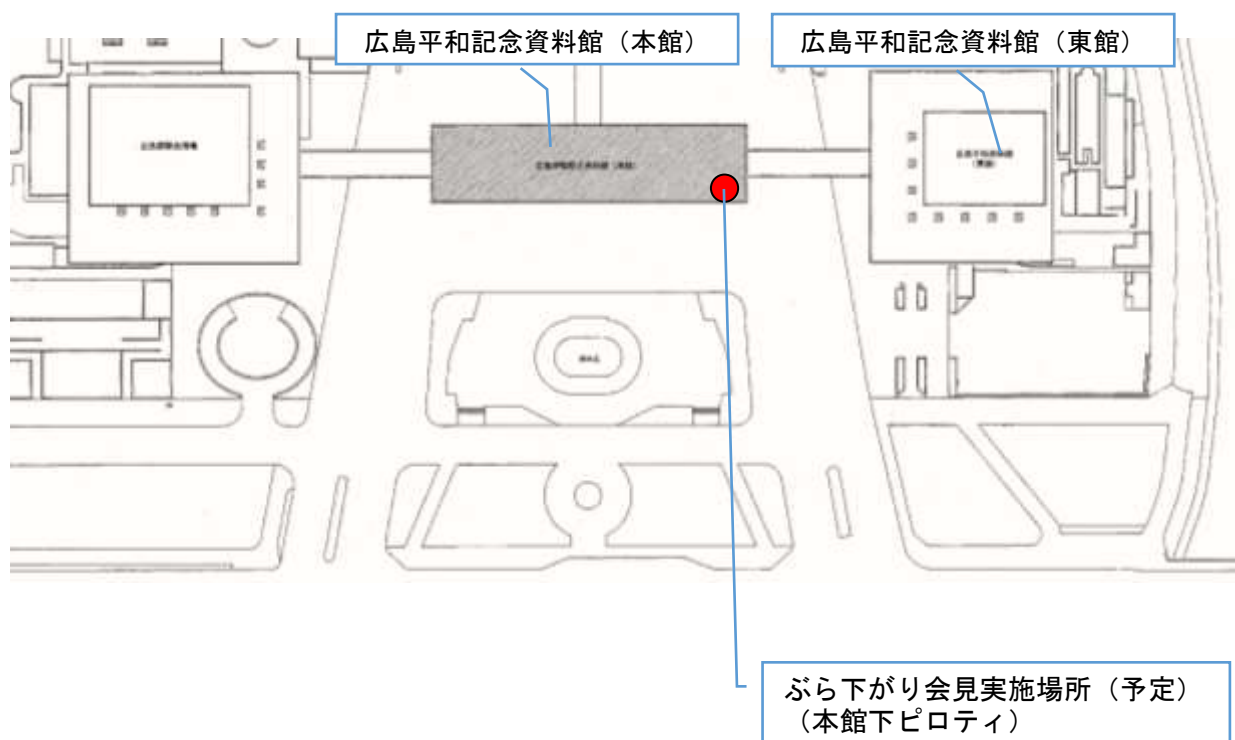 広島平和記念資料館（本館）
広島平和記念資料館（東館）
ぶら下がり会見実施場所（予定）
（本館下ピロティ）